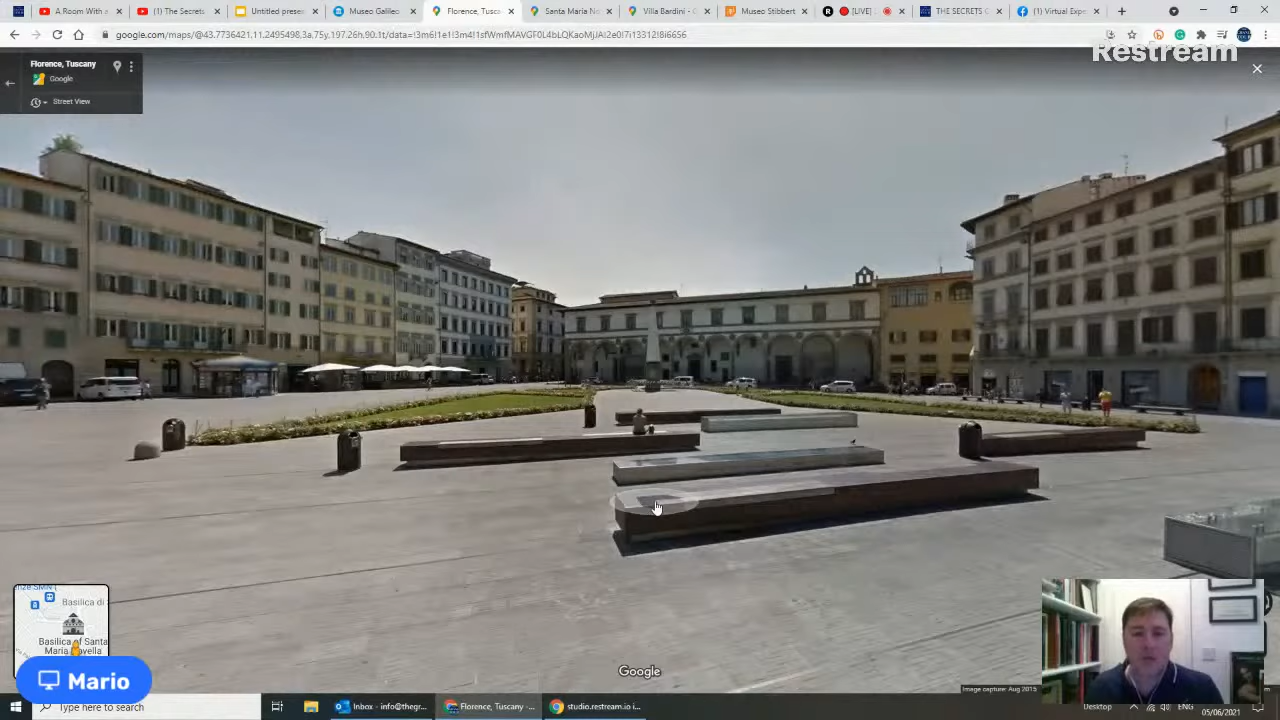 A Room With a
(1) The Secrets
Untitled present
Museo Galileo
Florence, Tusca
Santa Maria No
Villa Bardini - G
Museo Stibbert
[LIVE]
THE SECRETS O
(1) Virtual Expe
google.com/maps/@43.7736421,11.2495498,3a,75y,197.26h,90.1t/data=!3m6!1e1!3m4!1sfWmfMAVGF0L4bLQKaoMjJA!2e0!7i13312!8i6656
Restream
Florence, Tuscany
Google
Street View
Basilica di
Basilica of Santa
Maria Novella
Google
Image capture: Aug 2015
Mario
Type here to search
Inbox - info@thegr...
Florence, Tuscany -...
studio.restream.io i...
Desktop
ENG
05/06/2021